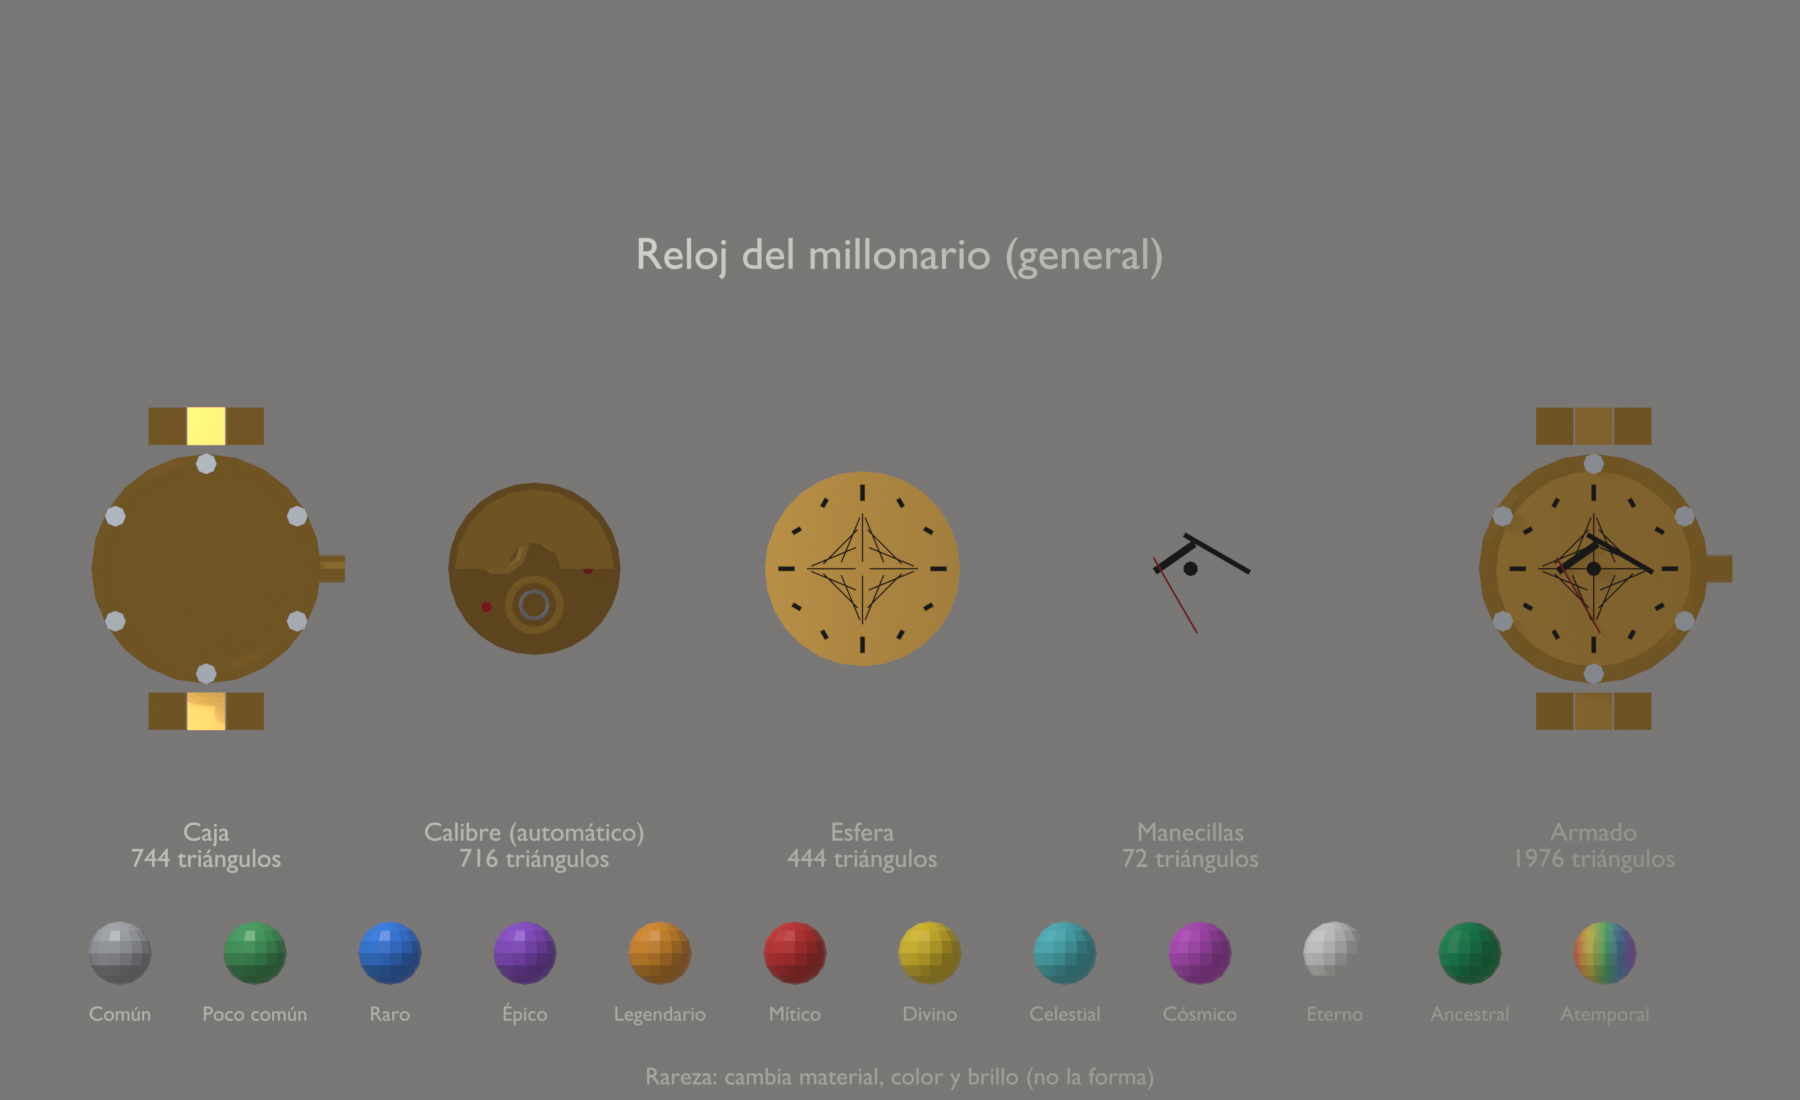 Reloj del millonario (general)
Caja
744 triángulos
Calibre (automático)
716 triángulos
Esfera
444 triángulos
Manecillas
72 triángulos
Armado
1976 triángulos
Común
Poco común
Raro
Épico
Legendario
Mítico
Divino
Celestial
Cósmico
Eterno
Ancestral
Atemporal
Rareza: cambia material, color y brillo (no la forma)